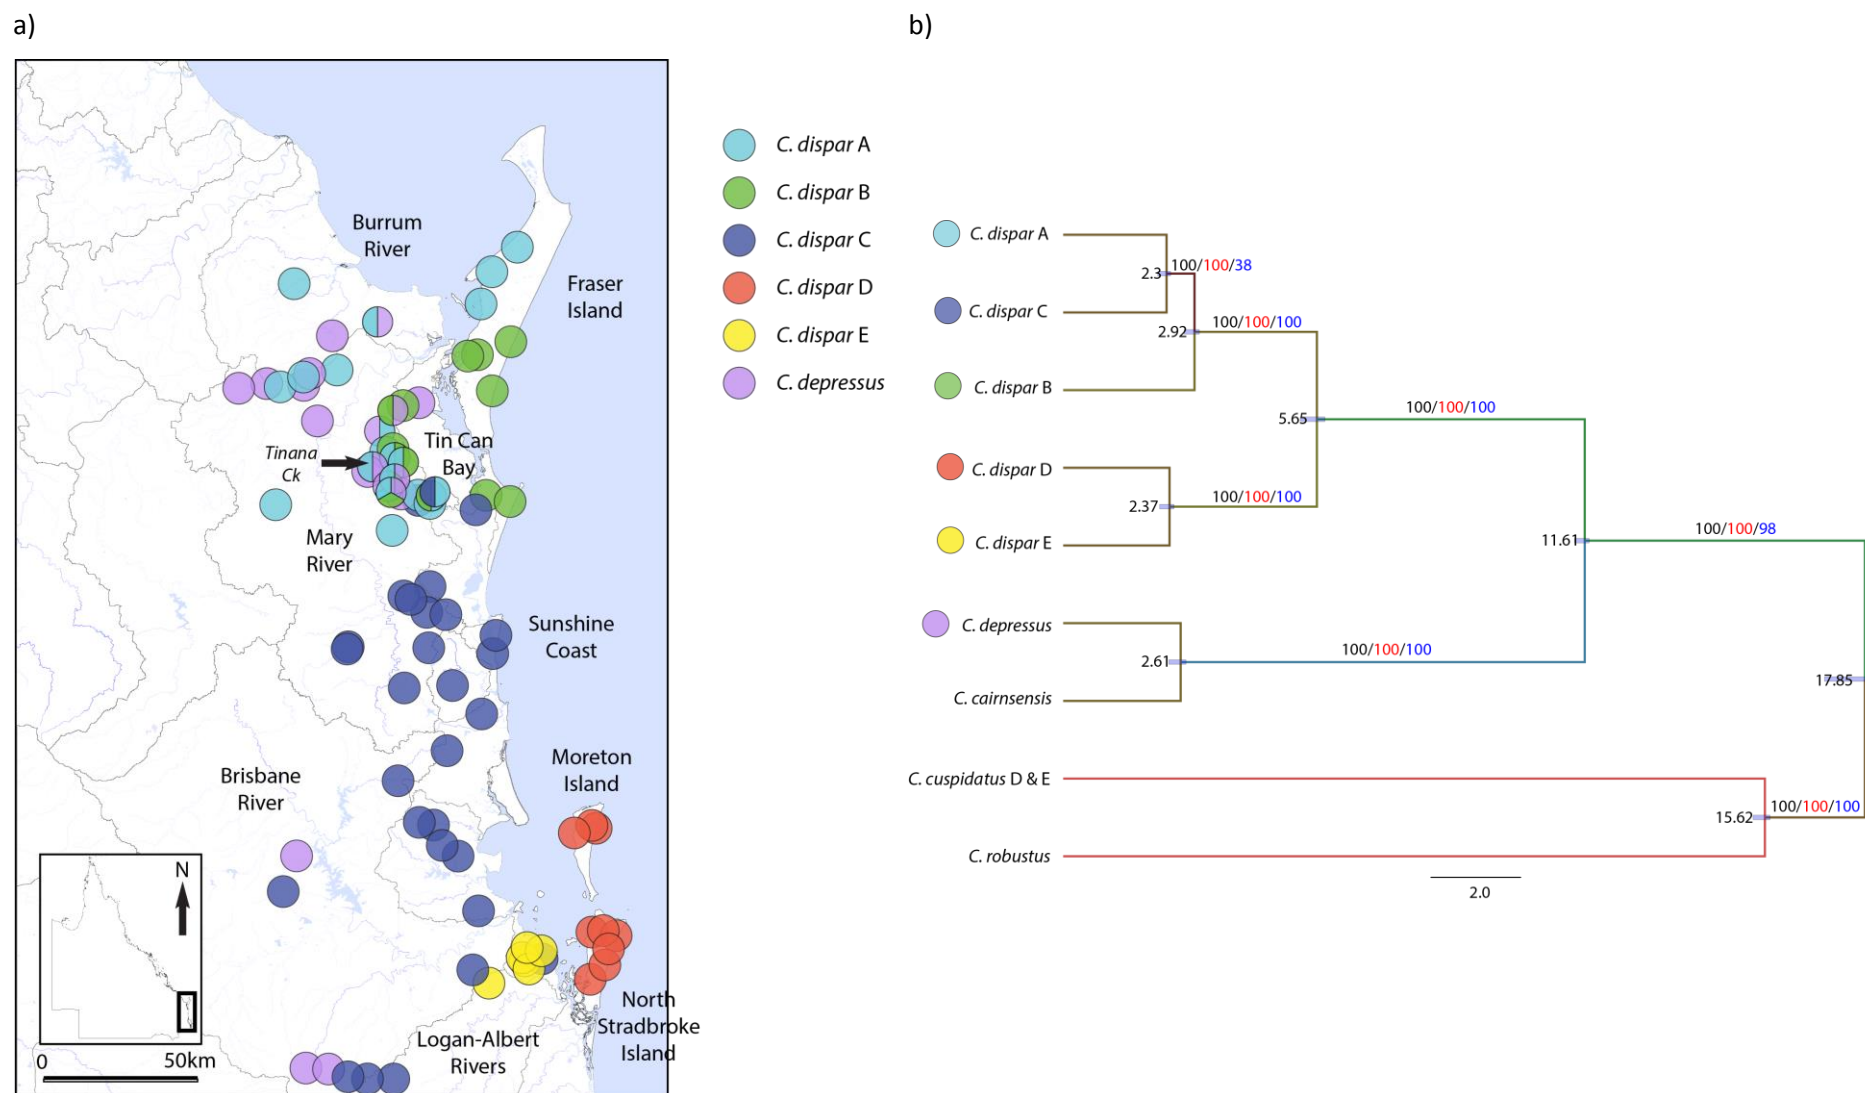 a)
Burrum
River
Fraser
Island
Tinana
Ck
Tin Can
Bay
Mary
River
Sunshine
Coast
Moreton
Island
Brisbane
River
N
North
Stradbroke
Island
Logan-Albert
Rivers
0
50km
C. dispar A
C. dispar B
C. dispar C
C. dispar D
C. dispar E
C. depressus
b)
C. dispar A
2.3
100/100/38
C. dispar C
2.92
100/100/100
C. dispar B
5.65
100/100/100
C. dispar D
2.37
100/100/100
C. dispar E
11.61
100/100/98
C. depressus
2.61
100/100/100
C. cairnsensis
17.85
C. cuspidatus D & E
15.62
100/100/100
C. robustus
2.0